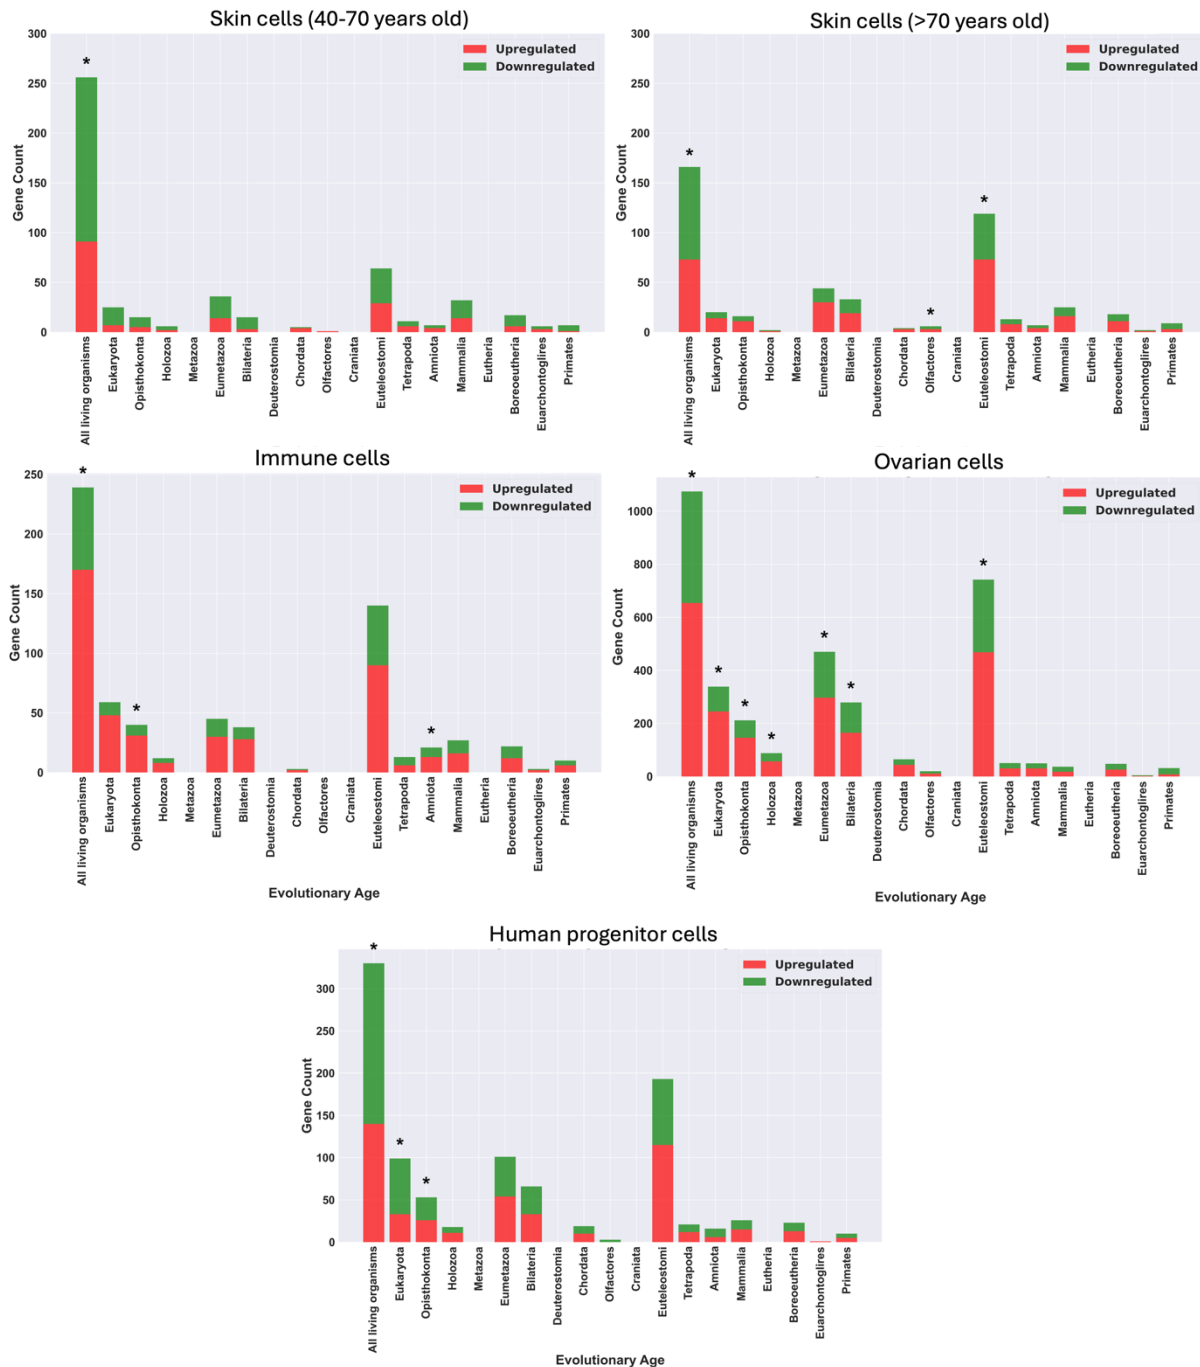 Skin cells (40-70 years old)
300
250
200
150
100
50
0
Gene Count
*
Upregulated
Downregulated
All living organisms
Eukaryota
Opisthokonta
Holozoa
Metazoa
Eumetazoa
Bilateria
Deuterostomia
Chordata
Olfactores
Craniata
Euteleostomi
Tetrapoda
Amniota
Mammalia
Eutheria
Boreoeutheria
Euarchontoglires
Primates
Skin cells (>70 years old)
300
250
200
150
100
50
0
Gene Count
* * *
Upregulated
Downregulated
All living organisms
Eukaryota
Opisthokonta
Holozoa
Metazoa
Eumetazoa
Bilateria
Deuterostomia
Chordata
Olfactores
Craniata
Euteleostomi
Tetrapoda
Amniota
Mammalia
Eutheria
Boreoeutheria
Euarchontoglires
Primates
Immune cells
250
200
150
100
50
0
Gene Count
* * *
Upregulated
Downregulated
All living organisms
Eukaryota
Opisthokonta
Holozoa
Metazoa
Eumetazoa
Bilateria
Deuterostomia
Chordata
Olfactores
Craniata
Euteleostomi
Tetrapoda
Amniota
Mammalia
Eutheria
Boreoeutheria
Euarchontoglires
Primates
Evolutionary Age
Ovarian cells
1000
800
600
400
200
0
Gene Count
* * * * * * *
Upregulated
Downregulated
All living organisms
Eukaryota
Opisthokonta
Holozoa
Metazoa
Eumetazoa
Bilateria
Deuterostomia
Chordata
Olfactores
Craniata
Euteleostomi
Tetrapoda
Amniota
Mammalia
Eutheria
Boreoeutheria
Euarchontoglires
Primates
Evolutionary Age
Human progenitor cells
300
250
200
150
100
50
0
Gene Count
* * *
Upregulated
Downregulated
All living organisms
Eukaryota
Opisthokonta
Holozoa
Metazoa
Eumetazoa
Bilateria
Deuterostomia
Chordata
Olfactores
Craniata
Euteleostomi
Tetrapoda
Amniota
Mammalia
Eutheria
Boreoeutheria
Euarchontoglires
Primates
Evolutionary Age